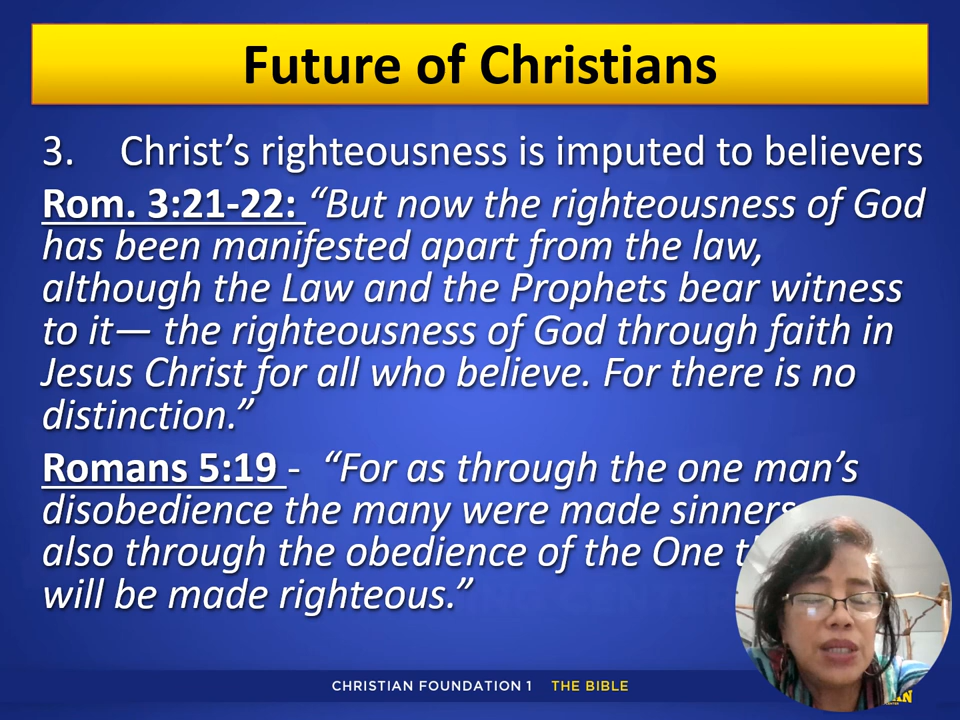 Future of Christians
3. Christ’s righteousness is imputed to believers
Rom. 3:21-22: “But now the righteousness of God
has been manifested apart from the law,
although the Law and the Prophets bear witness
to it— the righteousness of God through faith in
Jesus Christ for all who believe. For there is no
distinction.”
Romans 5:19 - “For as through the one man’s
disobedience the many were made sinners
also through the obedience of the One
will be made righteous.”
CHRISTIAN FOUNDATION 1 THE BIBLE